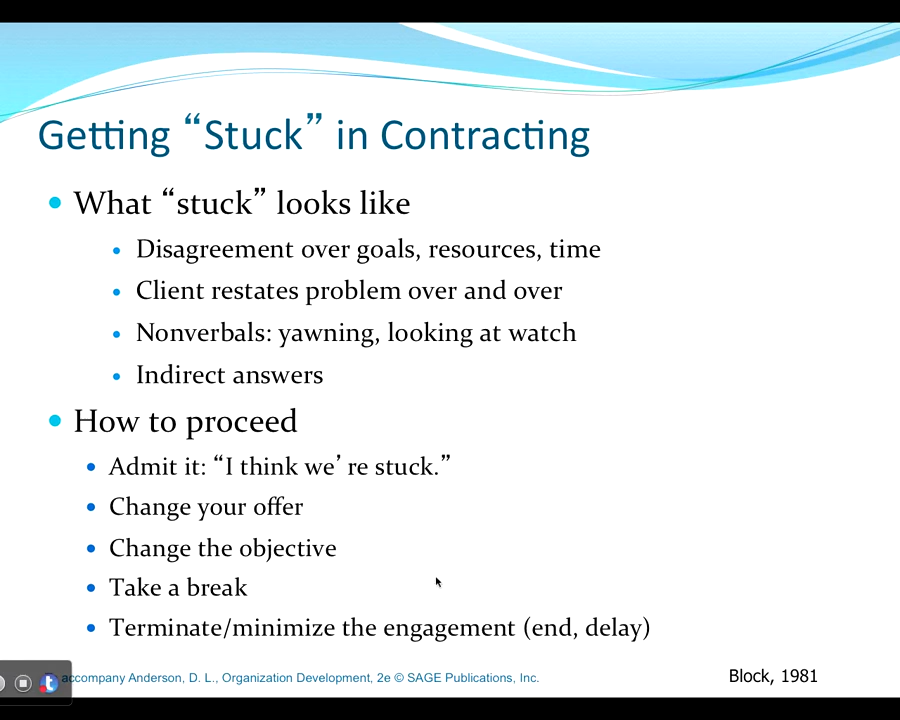 Getting “Stuck” in Contracting
What “stuck” looks like
Disagreement over goals, resources, time
Client restates problem over and over
Nonverbals: yawning, looking at watch
Indirect answers
How to proceed
Admit it: “I think we’ re stuck.”
Change your offer
Change the objective
Take a break
Terminate/minimize the engagement (end, delay)
accompany Anderson, D. L., Organization Development, 2e © SAGE Publications, Inc.
Block, 1981